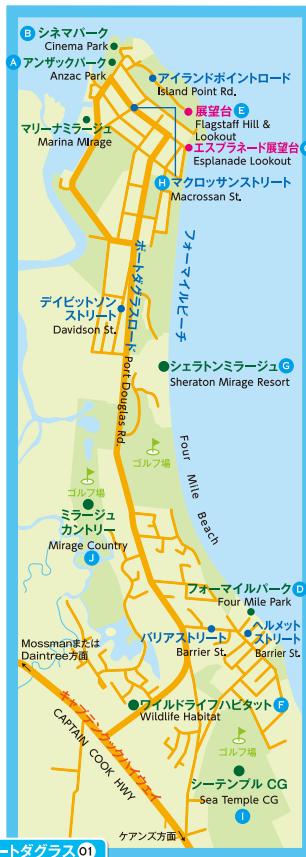 B シネマパーク
Cinema Park
A アンザックパーク
Anzac Park
アイランドポイントロード
Island Point Rd.
展望台 E
Flagstaff Hill &
Lookout
マリーナミラージュ
Marina Mirage
エスプラネード展望台
Esplanade Lookout
H マクロッサンストリート
Macrossan St.
ポートダグラスロード Port Douglas Rd.
フォーマイルビーチ
デイビットソン
ストリート
Davidson St.
シェラトンミラージュ G
Sheraton Mirage Resort
Four Mile Beach
ゴルフ場
ゴルフ場
ミラージュ
カントリー
Mirage Country
J
フォーマイルパーク D
Four Mile Park
バリアストリート
Barrier St.
ヘルメット
ストリート
Barrier St.
Mossmanまたは
Daintree方面
キャプテンクックハイウェイ
CAPTAIN COOK HWY
ワイルドライフハビタット F
Wildlife Habitat
ゴルフ場
シーテンプル CG
Sea Temple CG
I
ケアンズ方面
ートダグラス 01